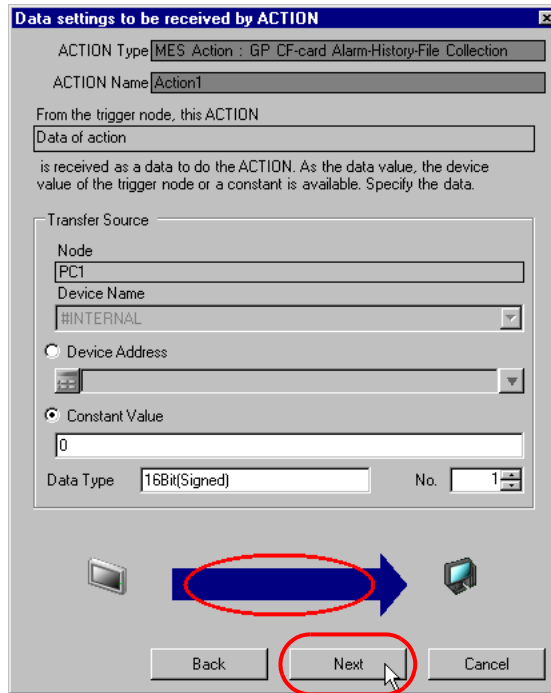 Data settings to be received by ACTION
ACTION Type MES Action : GP CF-card Alarm-History-File Collection
ACTION Name Action1
From the trigger node, this ACTION
Data of action
is received as a data to do the ACTION. As the data value, the device
value of the trigger node or a constant is available. Specify the data.
Transfer Source
Node
PC1
Device Name
#INTERNAL
Device Address
Constant Value
0
Data Type 16Bit(Signed) No. 1
Back Next Cancel